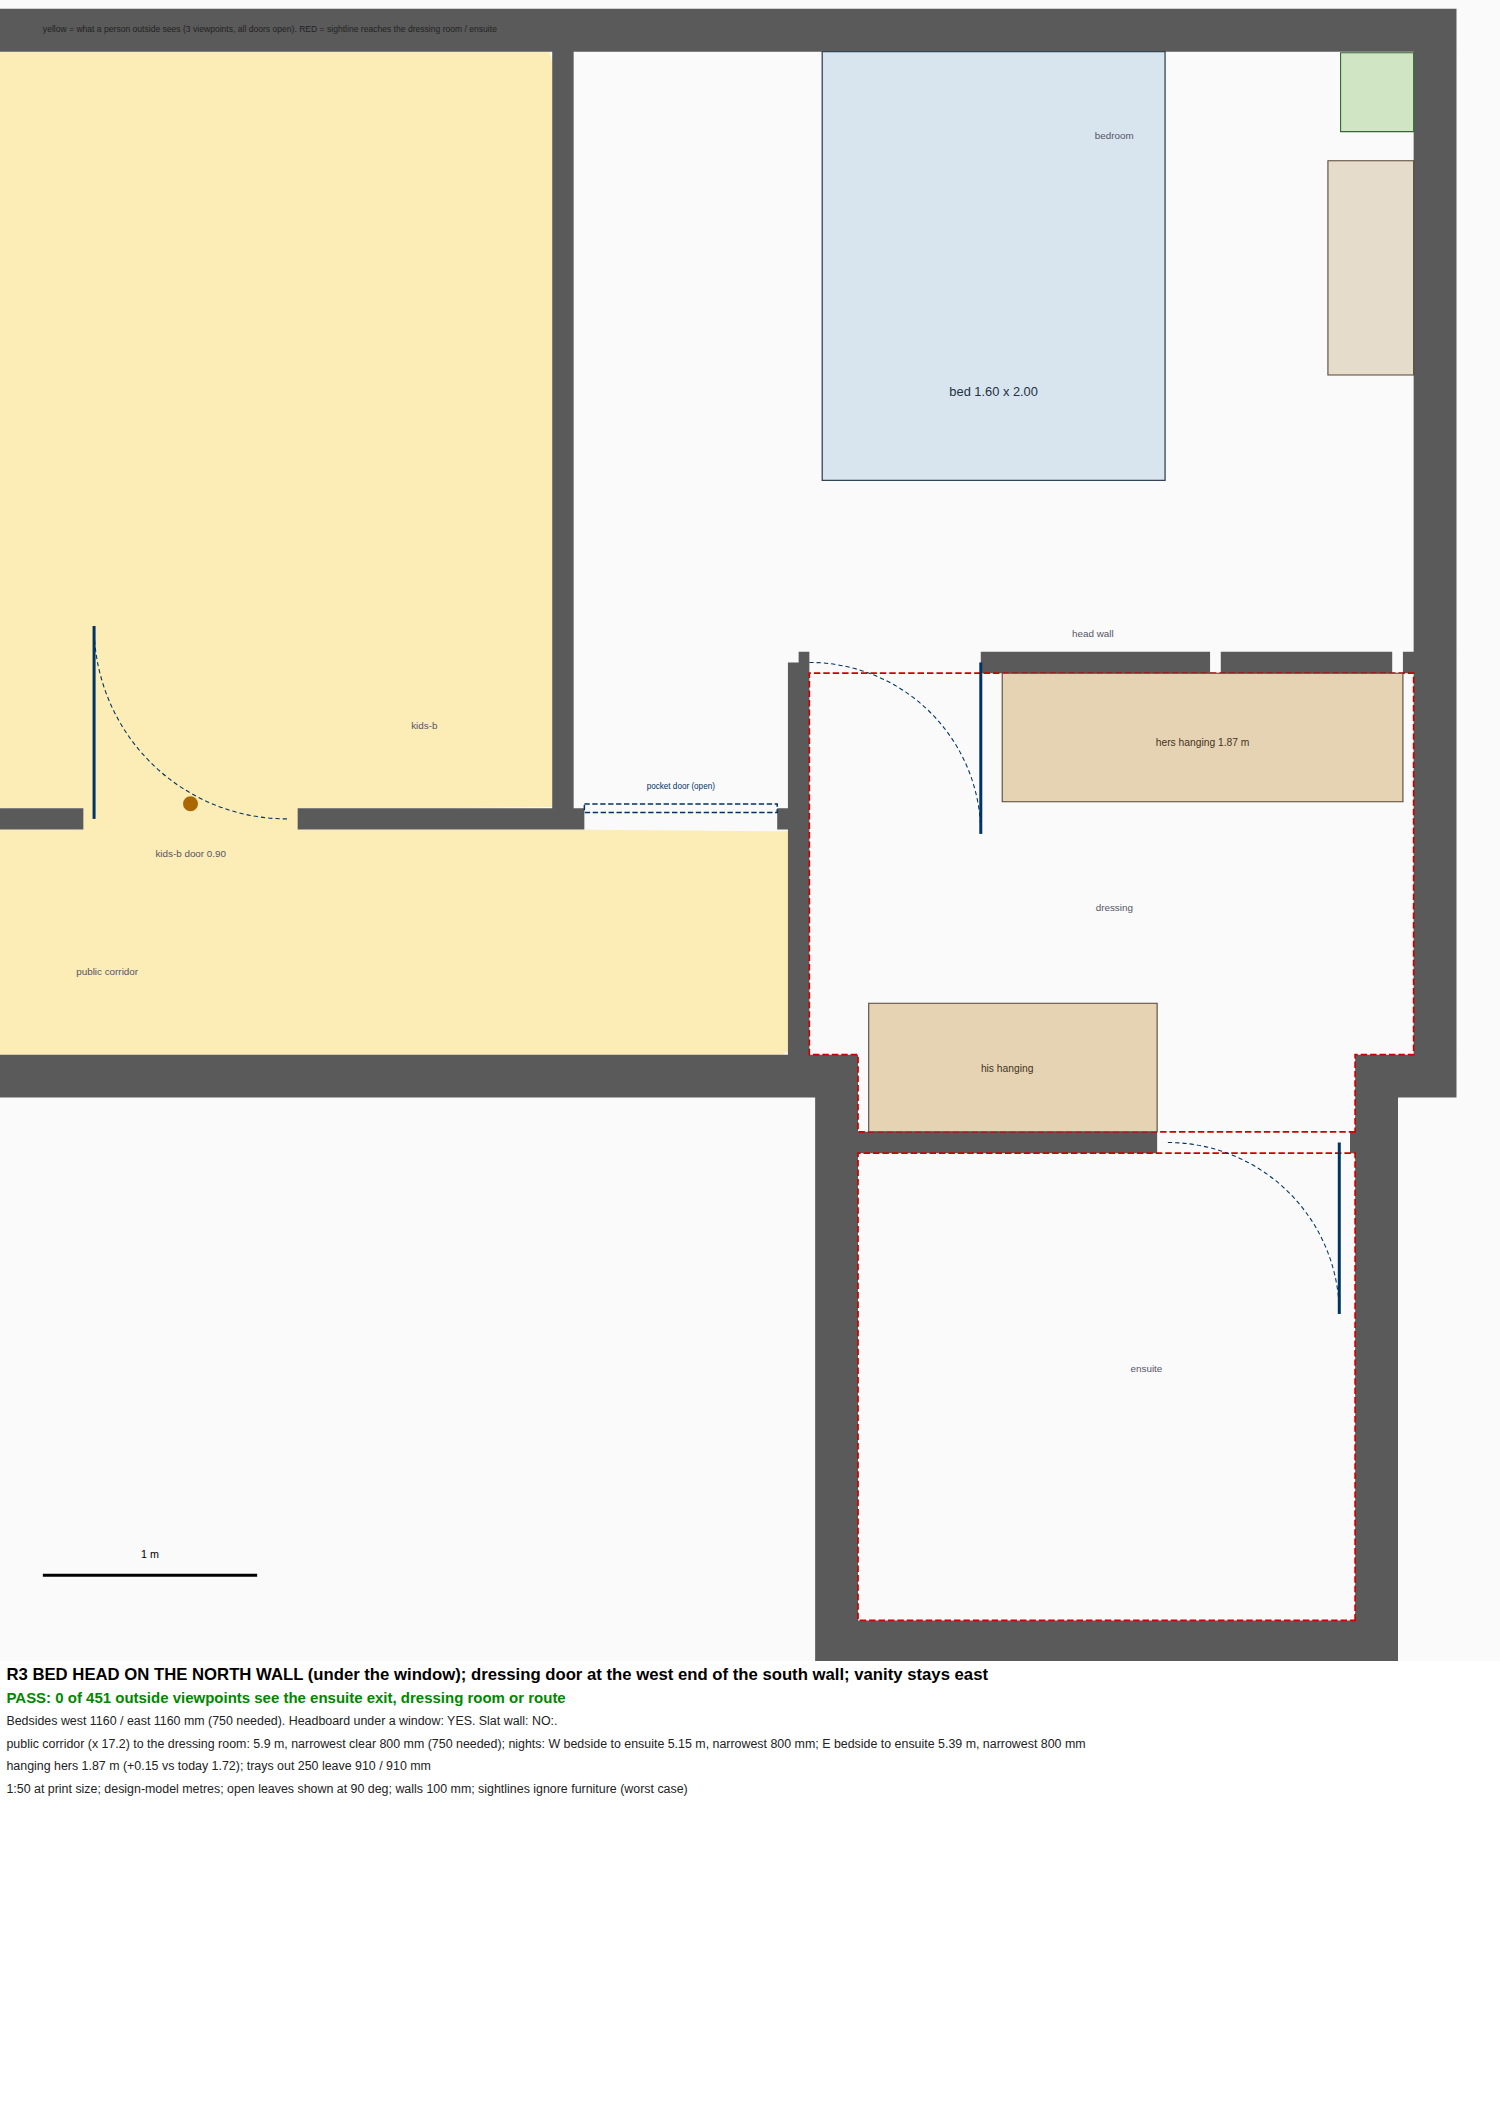 yellow = what a person outside sees (3 viewpoints, all doors open). RED = sightline reaches the dressing room / ensuite
bedroom
bed 1.60 x 2.00
head wall
kids-b
hers hanging 1.87 m
pocket door (open)
kids-b door 0.90
dressing
public corridor
his hanging
ensuite
1 m
R3 BED HEAD ON THE NORTH WALL (under the window); dressing door at the west end of the south wall; vanity stays east
PASS: 0 of 451 outside viewpoints see the ensuite exit, dressing room or route
Bedsides west 1160 / east 1160 mm (750 needed). Headboard under a window: YES. Slat wall: NO:.
public corridor (x 17.2) to the dressing room: 5.9 m, narrowest clear 800 mm (750 needed); nights: W bedside to ensuite 5.15 m, narrowest 800 mm; E bedside to ensuite 5.39 m, narrowest 800 mm
hanging hers 1.87 m (+0.15 vs today 1.72); trays out 250 leave 910 / 910 mm
1:50 at print size; design-model metres; open leaves shown at 90 deg; walls 100 mm; sightlines ignore furniture (worst case)